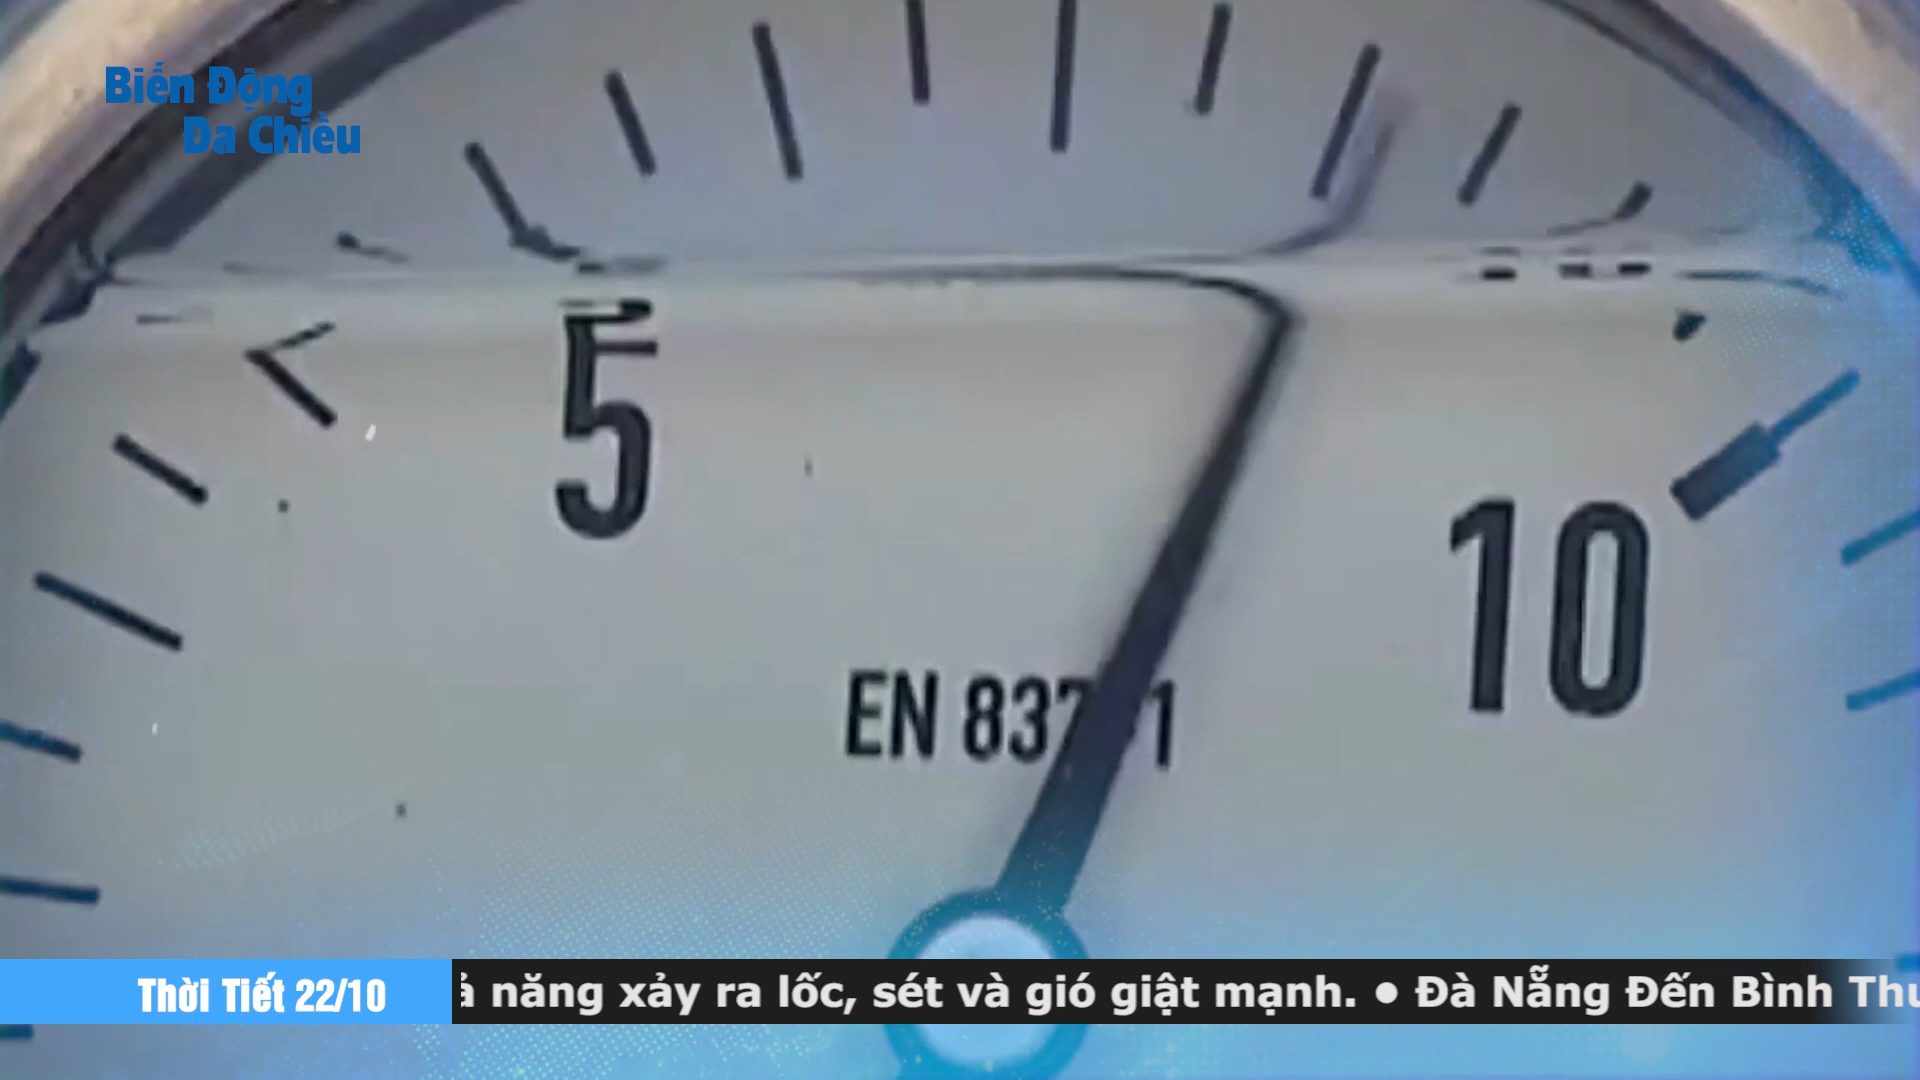 Biến Động
Đa Chiều
5
10
EN 837 1
Thời Tiết 22/10
năng xảy ra lốc, sét và gió giật mạnh. • Đà Nẵng Đến Bình